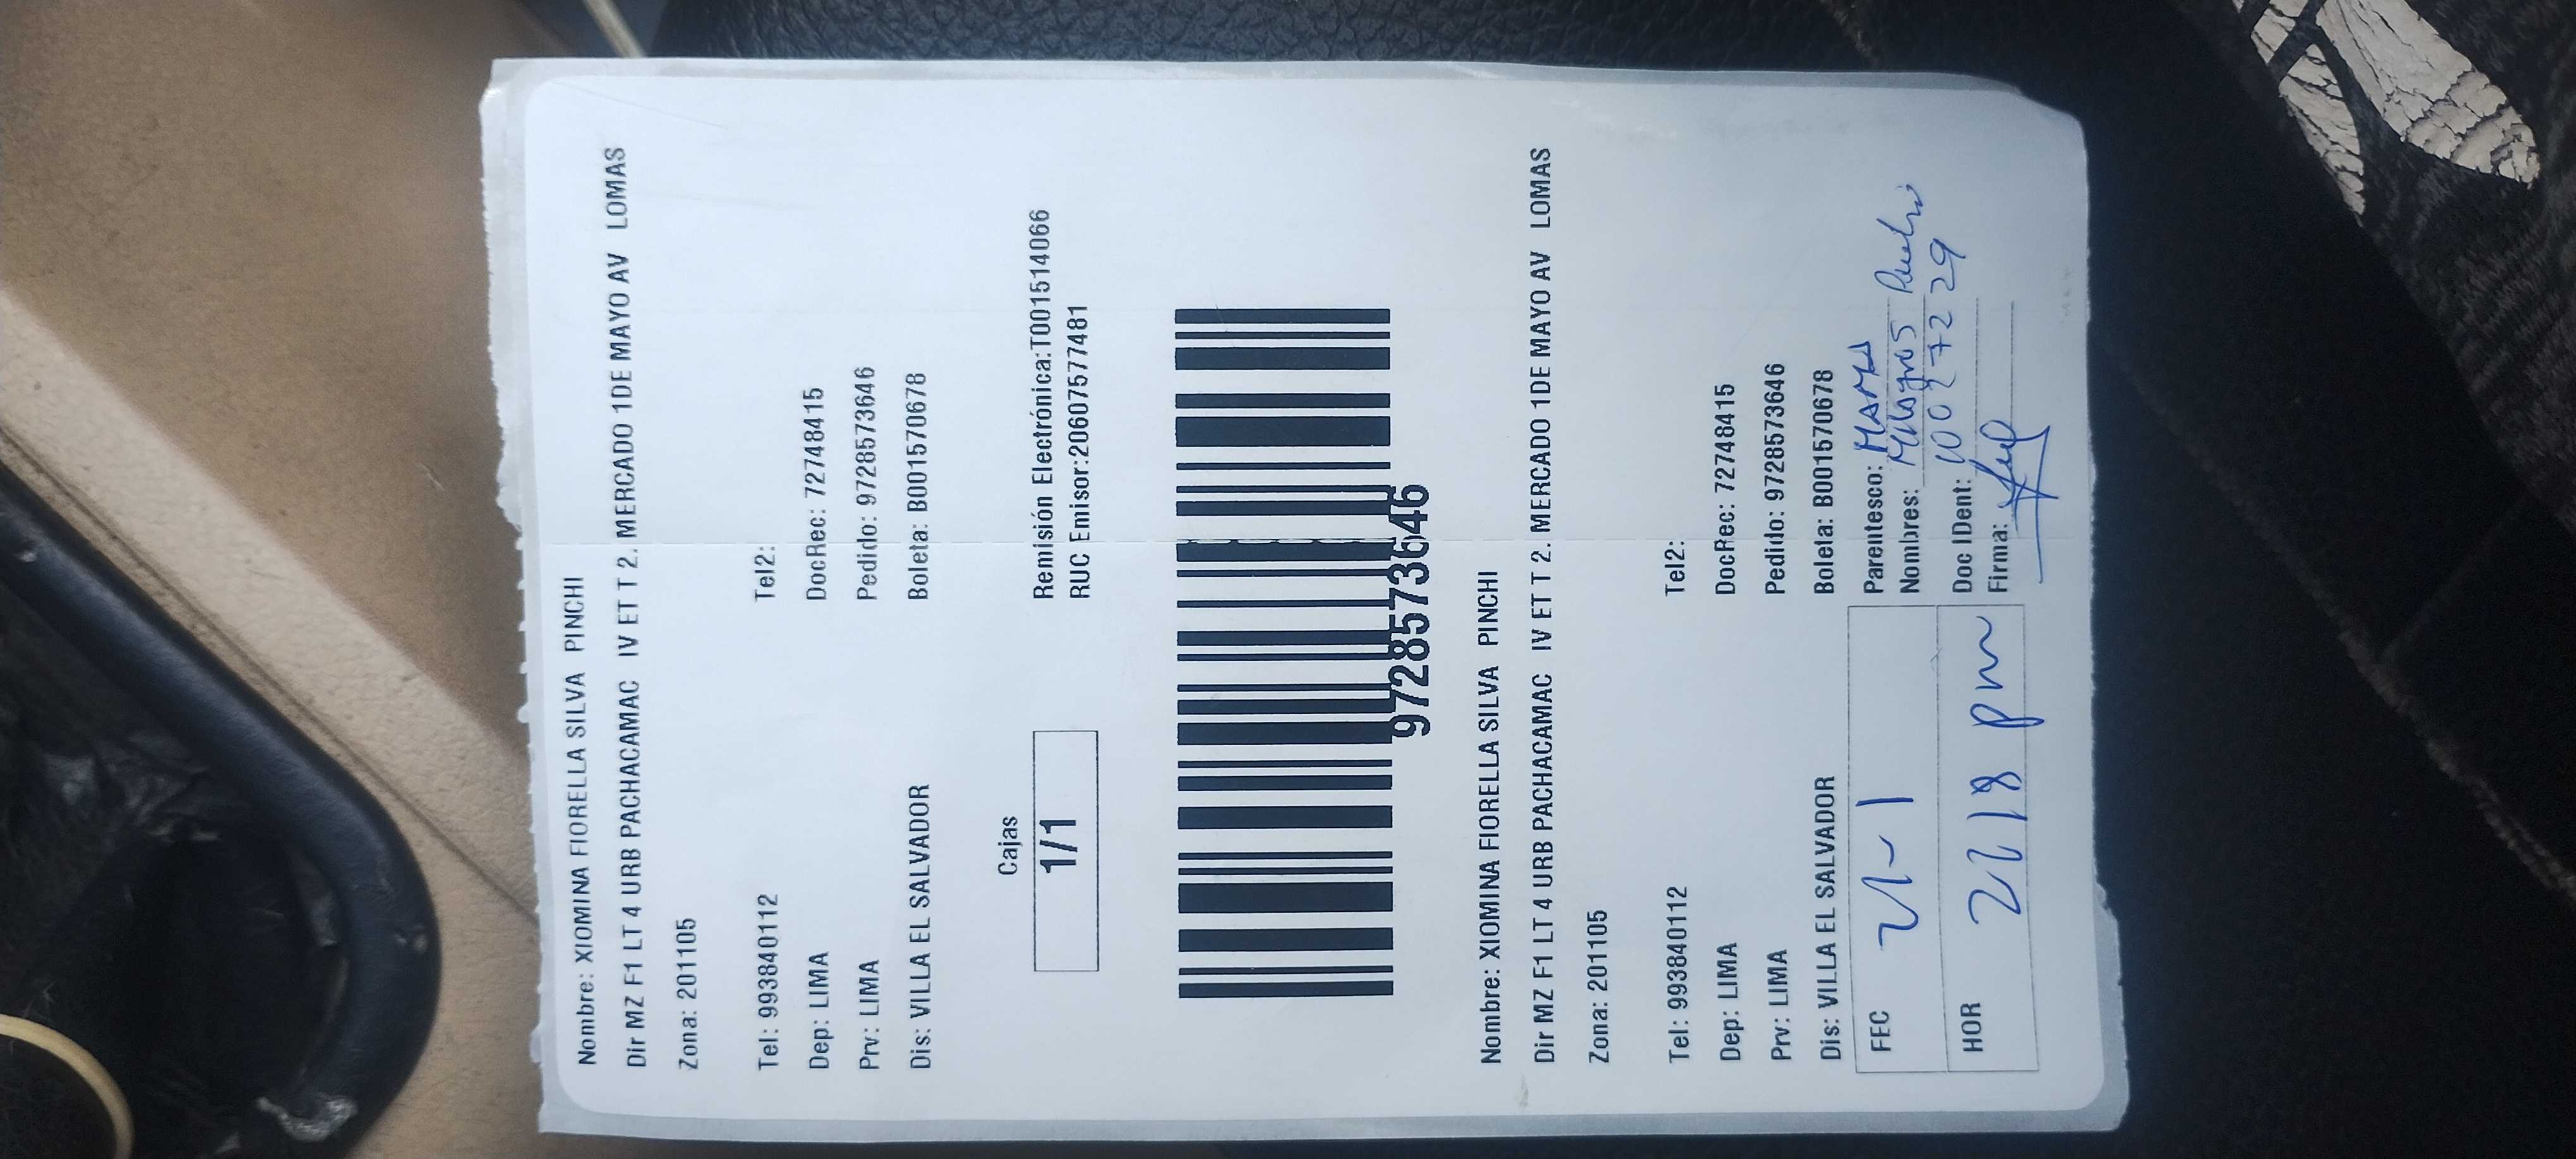 Nombre: XIOMINA FIORELLA SILVA PINCHI
Dir MZ F1 LT 4 URB PACHACAMAC IV ET T 2. MERCADO 1DE MAYO AV LOMAS
Zona: 201105
Tel: 993840112 Tel2:
Dep: LIMA DocRec: 72748415
Prv: LIMA Pedido: 9728573646
Dis: VILLA EL SALVADOR Boleta: B001570678
Cajas
1/1
Remisión Electrónica:T001514066
RUC Emisor:20607577481
9728573646
Nombre: XIOMINA FIORELLA SILVA PINCHI
Dir MZ F1 LT 4 URB PACHACAMAC IV ET T 2. MERCADO 1DE MAYO AV LOMAS
Zona: 201105
Tel: 993840112 Tel2:
Dep: LIMA DocRec: 72748415
Prv: LIMA Pedido: 9728573646
Dis: VILLA EL SALVADOR Boleta: B001570678
FEC
HOR pm
Parentesco: MAMA
Nombres: Milagros
Doc IDent: 10027229
Firma: